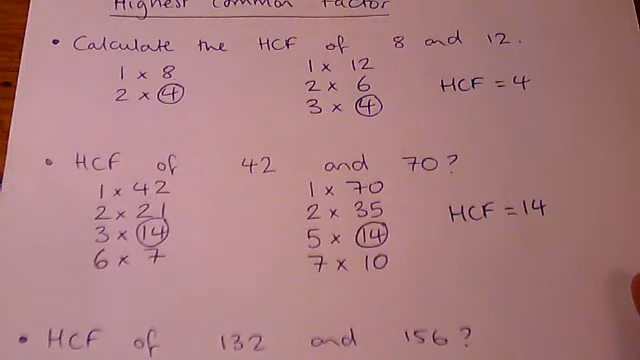 Highest Common Factor
• Calculate the HCF of 8 and 12.
1 × 8
2 × 4
1 × 12
2 × 6
3 × 4
HCF = 4
• HCF of 42 and 70?
1 × 42
2 × 21
3 × 14
6 × 7
1 × 70
2 × 35
5 × 14
7 × 10
HCF = 14
• HCF of 132 and 156?